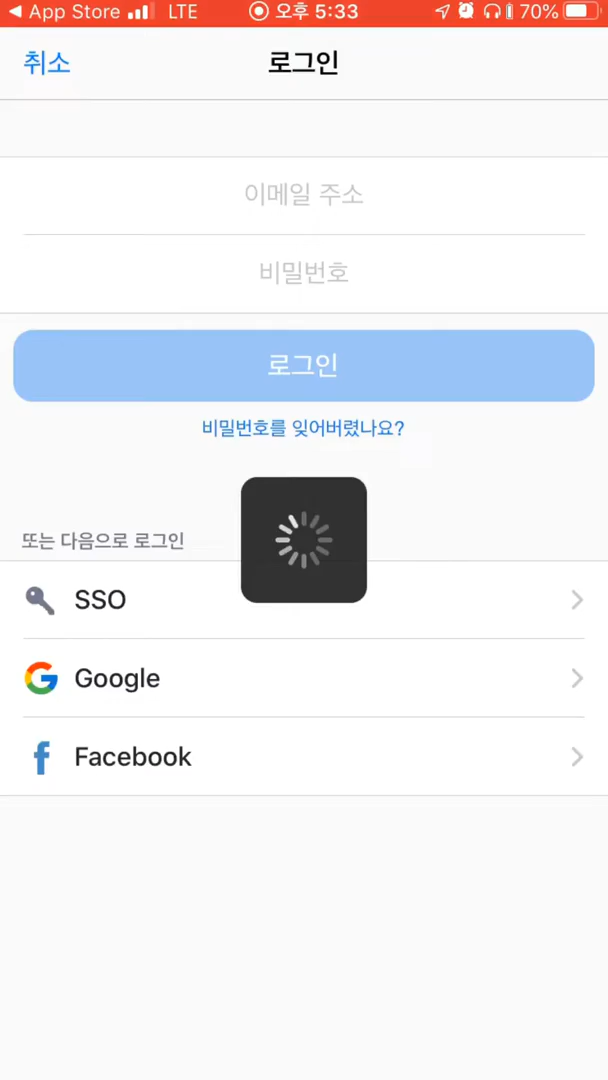 App Store LTE 오후 5:33 70%
취소 로그인
이메일 주소
비밀번호
로그인
비밀번호를 잊어버렸나요?
또는 다음으로 로그인
SSO
Google
Facebook